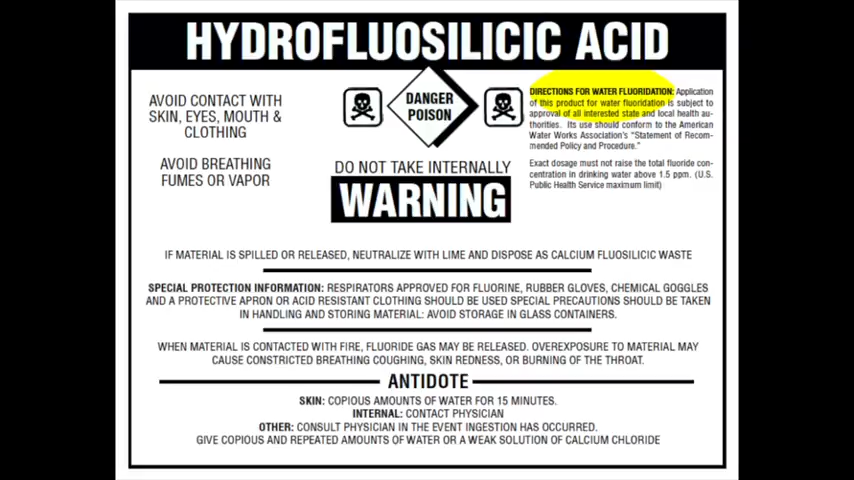 HYDROFLUOSILICIC ACID
AVOID CONTACT WITH
SKIN, EYES, MOUTH &
CLOTHING
AVOID BREATHING
FUMES OR VAPOR
DANGER
POISON
DO NOT TAKE INTERNALLY
WARNING
DIRECTIONS FOR WATER FLUORIDATION: Application
of this product for water fluoridation is subject to
approval of all interested state and local health au-
thorities. Its use should conform to the American
Water Works Association's "Statement of Recom-
mended Policy and Procedure."
Exact dosage must not raise the total fluoride con-
centration in drinking water above 1.5 ppm. (U.S.
Public Health Service maximum limit)
IF MATERIAL IS SPILLED OR RELEASED, NEUTRALIZE WITH LIME AND DISPOSE AS CALCIUM FLUOSILICIC WASTE
SPECIAL PROTECTION INFORMATION: RESPIRATORS APPROVED FOR FLUORINE, RUBBER GLOVES, CHEMICAL GOGGLES
AND A PROTECTIVE APRON OR ACID RESISTANT CLOTHING SHOULD BE USED SPECIAL PRECAUTIONS SHOULD BE TAKEN
IN HANDLING AND STORING MATERIAL: AVOID STORAGE IN GLASS CONTAINERS.
WHEN MATERIAL IS CONTACTED WITH FIRE, FLUORIDE GAS MAY BE RELEASED. OVEREXPOSURE TO MATERIAL MAY
CAUSE CONSTRICTED BREATHING COUGHING, SKIN REDNESS, OR BURNING OF THE THROAT.
ANTIDOTE
SKIN: COPIOUS AMOUNTS OF WATER FOR 15 MINUTES.
INTERNAL: CONTACT PHYSICIAN
OTHER: CONSULT PHYSICIAN IN THE EVENT INGESTION HAS OCCURRED.
GIVE COPIOUS AND REPEATED AMOUNTS OF WATER OR A WEAK SOLUTION OF CALCIUM CHLORIDE